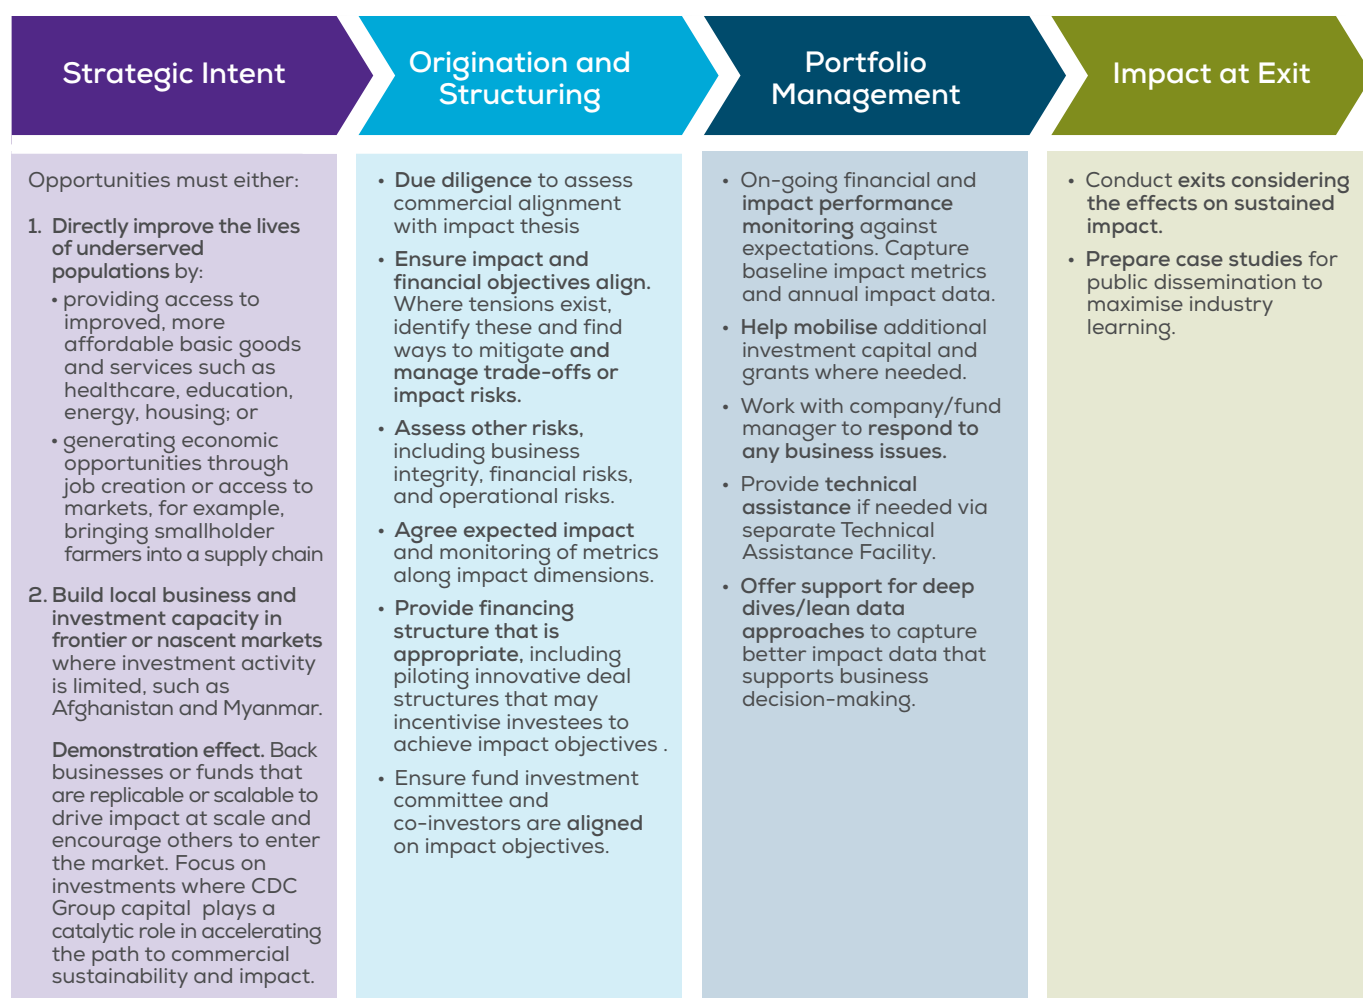 Strategic Intent
Opportunities must either:
1. Directly improve the lives
of underserved
populations by:
• providing access to
improved, more
affordable basic goods
and services such as
healthcare, education,
energy, housing; or
• generating economic
opportunities through
job creation or access to
markets, for example,
bringing smallholder
farmers into a supply chain
2. Build local business and
investment capacity in
frontier or nascent markets
where investment activity
is limited, such as
Afghanistan and Myanmar.
Demonstration effect. Back
businesses or funds that
are replicable or scalable to
drive impact at scale and
encourage others to enter
the market. Focus on
investments where CDC
Group capital plays a
catalytic role in accelerating
the path to commercial
sustainability and impact.
Origination and
Structuring
• Due diligence to assess
commercial alignment
with impact thesis
• Ensure impact and
financial objectives align.
Where tensions exist,
identify these and find
ways to mitigate and
manage trade-offs or
impact risks.
• Assess other risks,
including business
integrity, financial risks,
and operational risks.
• Agree expected impact
and monitoring of metrics
along impact dimensions.
• Provide financing
structure that is
appropriate, including
piloting innovative deal
structures that may
incentivise investees to
achieve impact objectives .
• Ensure fund investment
committee and
co-investors are aligned
on impact objectives.
Portfolio
Management
• On-going financial and
impact performance
monitoring against
expectations. Capture
baseline impact metrics
and annual impact data.
• Help mobilise additional
investment capital and
grants where needed.
• Work with company/fund
manager to respond to
any business issues.
• Provide technical
assistance if needed via
separate Technical
Assistance Facility.
• Offer support for deep
dives/lean data
approaches to capture
better impact data that
supports business
decision-making.
Impact at Exit
• Conduct exits considering
the effects on sustained
impact.
• Prepare case studies for
public dissemination to
maximise industry
learning.